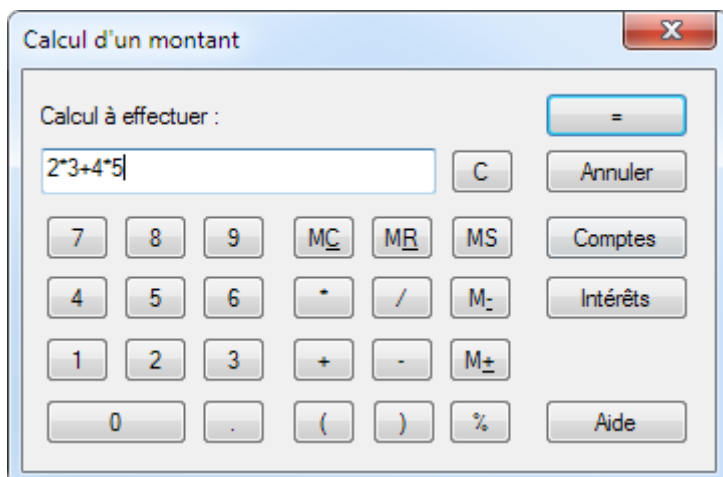 Calcul d'un montant
Calcul à effectuer :
=
2*3+4*5
C
Annuler
7 8 9 MC MR MS Comptes
4 5 6 * / M- Intérêts
1 2 3 + - M±
0 . ( ) % Aide